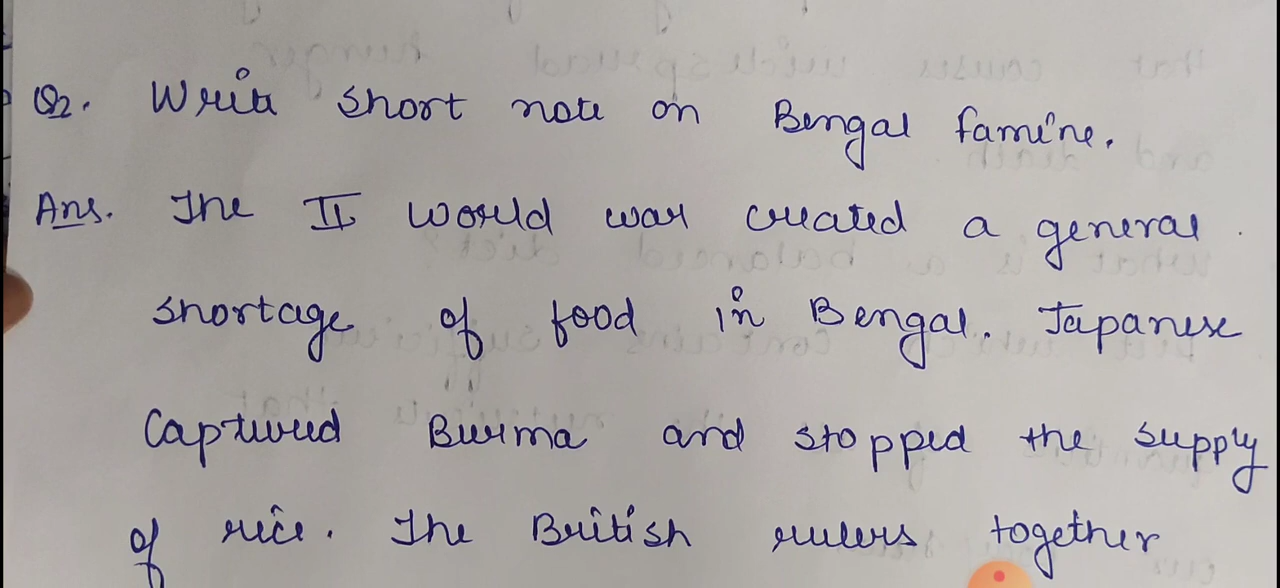 Q2. Write short note on Bengal famine.
Ans. The II World war created a general
shortage of food in Bengal. Japanese
Captured Burma and stopped the supply
of rice. The British rulers together